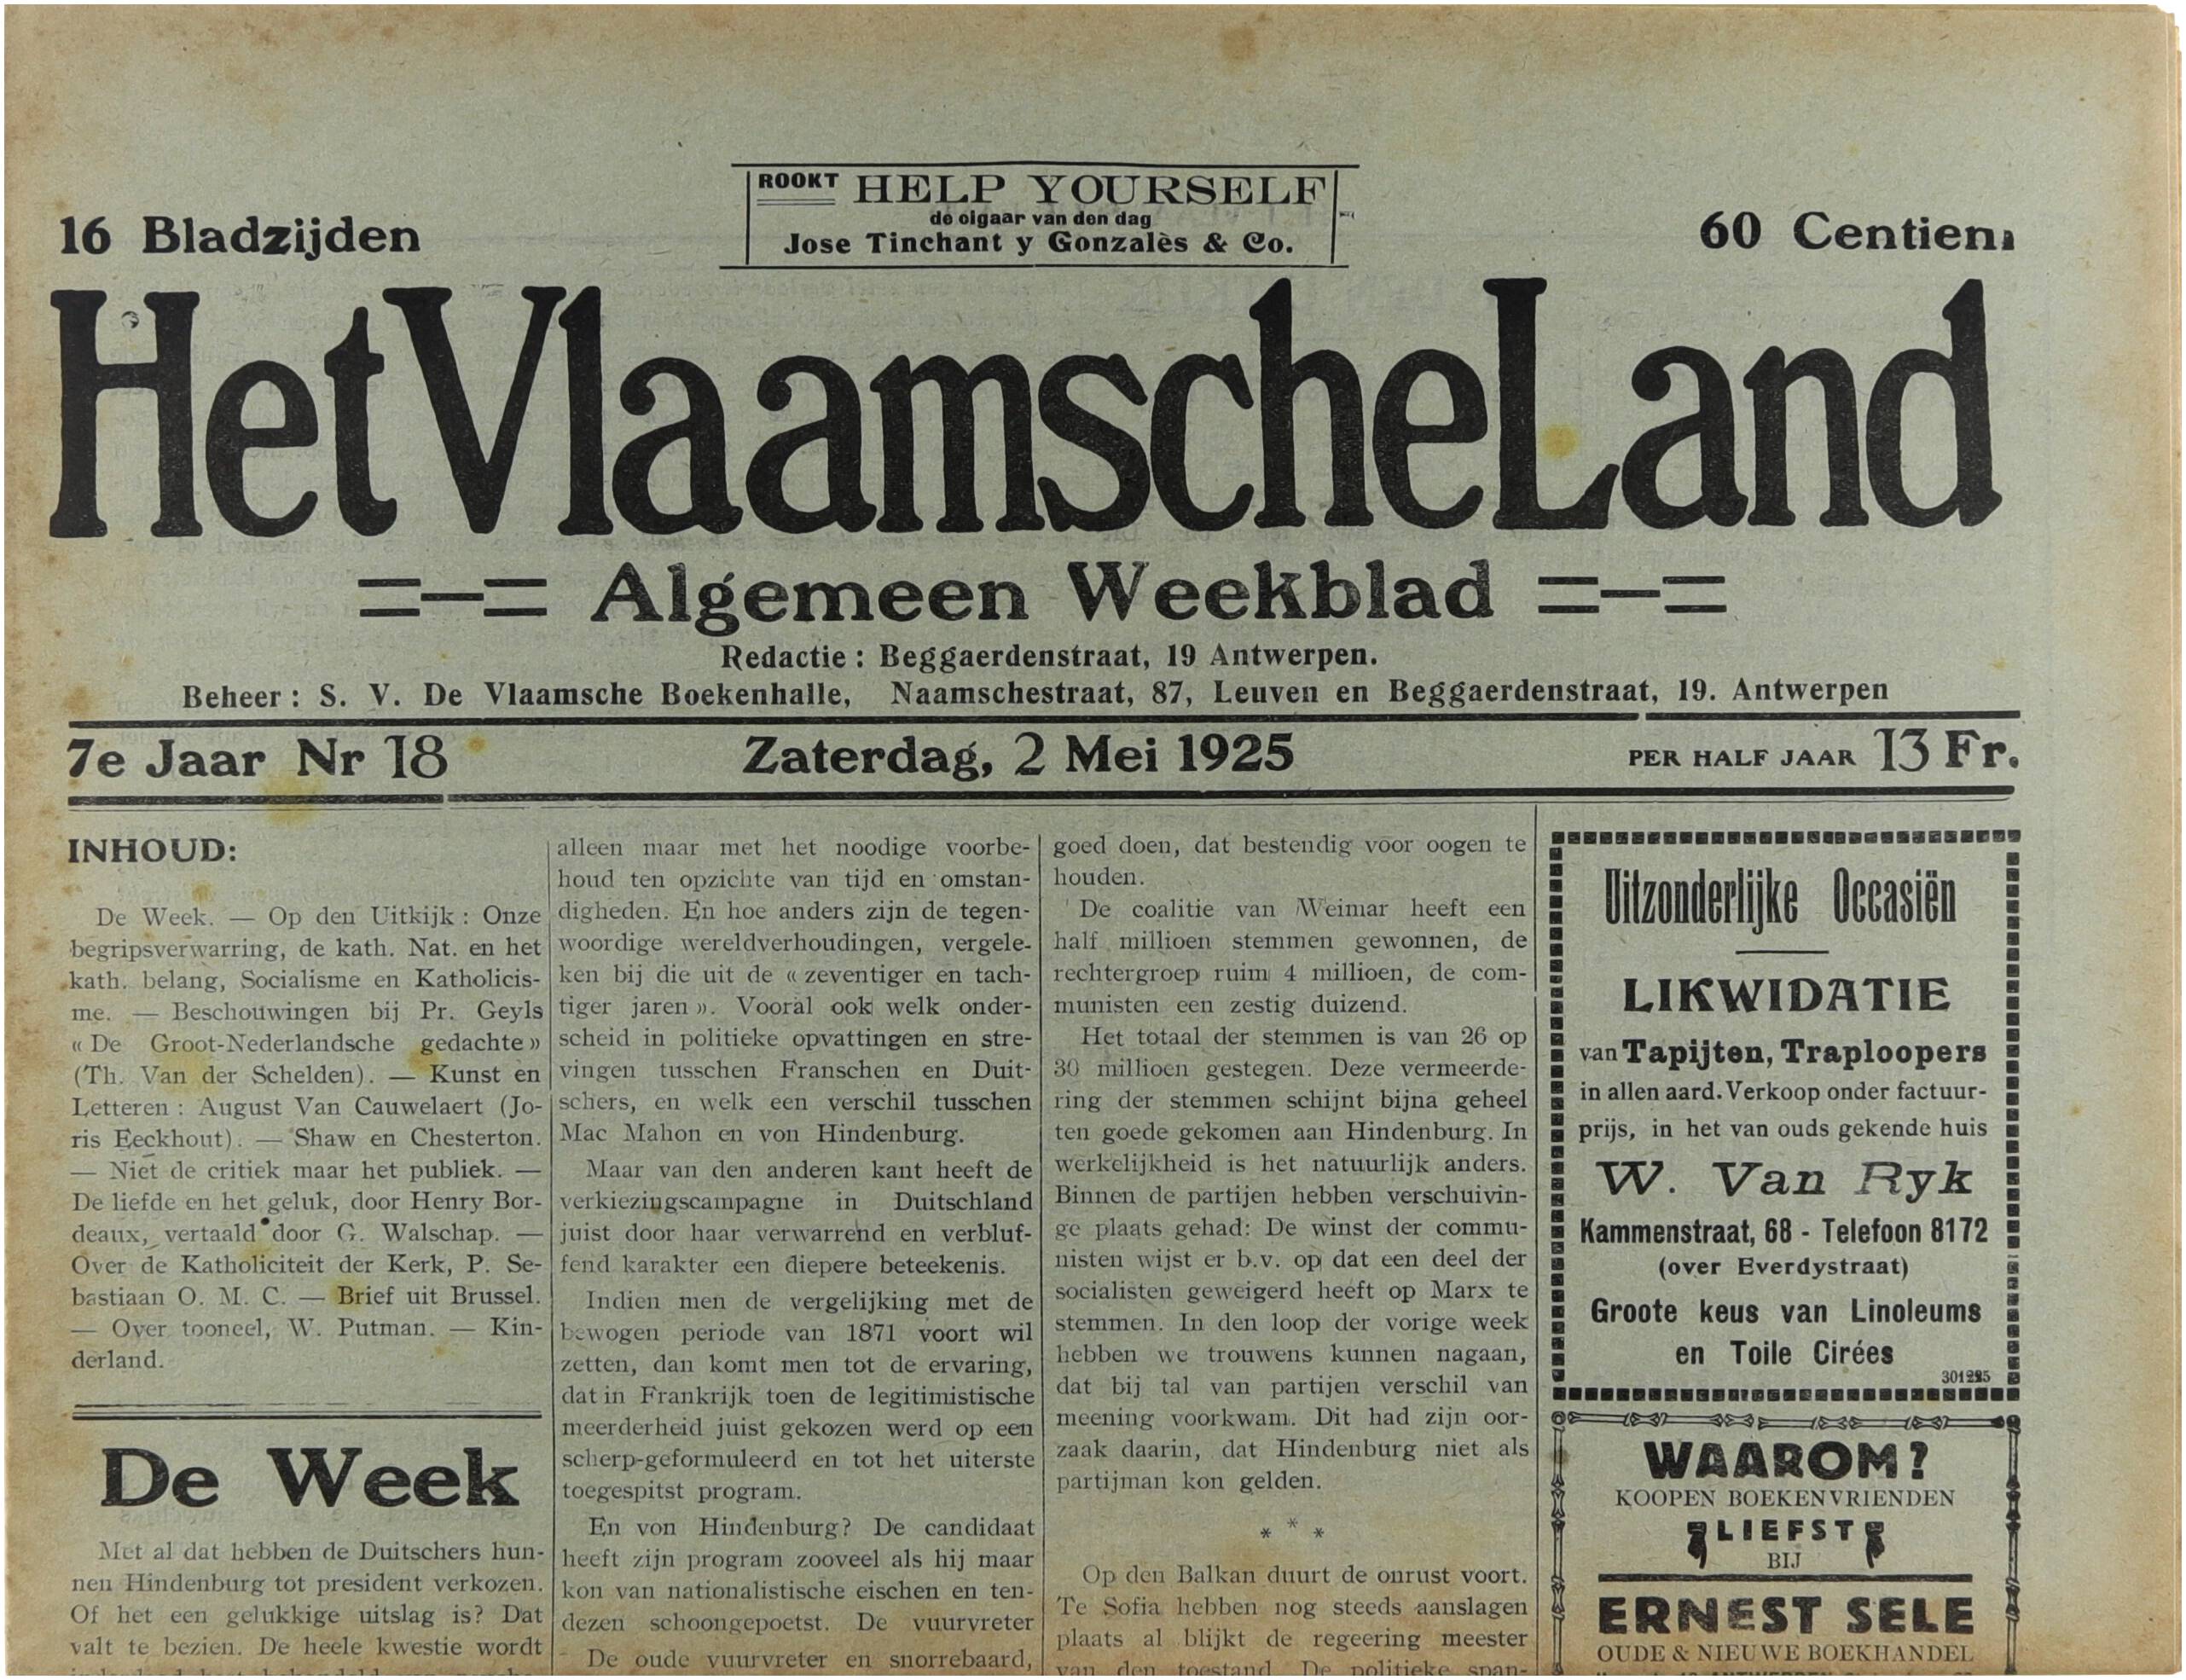 ROOKT HELP YOURSELF
de cigaar van den dag
Jose Tinchant y Gonzalès & Co.
16 Bladzijden
60 Centiem
Het Vlaamsche Land
Algemeen Weekblad
Redactie : Beggaerdenstraat, 19 Antwerpen.
Beheer : S. V. De Vlaamsche Boekenhalle, Naamschestraat, 87, Leuven en Beggaerdenstraat, 19. Antwerpen
7e Jaar Nr 18
Zaterdag, 2 Mei 1925
PER HALF JAAR 13 Fr.
INHOUD:
De Week. — Op den Uitkijk : Onze
begripsverwarring, de kath. Nat. en het
kath. belang, Socialisme en Katholicis-
me. — Beschouwingen bij Pr. Geyls
« De Groot-Nederlandsche gedachte »
(Th. Van der Schelden). — Kunst en
Letteren : August Van Cauwelaert (Jo-
ris Eeckhout). — Shaw en Chesterton.
— Niet de critiek maar het publiek. —
De liefde en het geluk, door Henry Bor-
deaux, vertaald door G. Walschap. —
Over de Katholiciteit der Kerk, P. Se-
bastiaan O. M. C. — Brief uit Brussel.
— Over tooneel, W. Putman. — Kin-
derland.
De Week
Met al dat hebben de Duitschers hun-
nen Hindenburg tot president verkozen.
Of het een gelukkige uitslag is? Dat
valt te bezien. De heele kwestie wordt
alleen maar met het noodige voorbe-
houd ten opzichte van tijd en omstan-
digheden. En hoe anders zijn de tegen-
woordige wereldverhoudingen, vergele-
ken bij die uit de « zeventiger en tach-
tiger jaren ». Vooral ook welk onder-
scheid in politieke opvattingen en stre-
vingen tusschen Franschen en Duit-
schers, en welk een verschil tusschen
Mac Mahon en von Hindenburg.
Maar van den anderen kant heeft de
verkiezingscampagne in Duitschland
juist door haar verwarrend en verbluf-
fend karakter een diepere beteekenis.
Indien men de vergelijking met de
bewogen periode van 1871 voort wil
zetten, dan komt men tot de ervaring,
dat in Frankrijk toen de legitimistische
meerderheid juist gekozen werd op een
scherp-geformuleerd en tot het uiterste
toegespitst program.
En von Hindenburg? De candidaat
heeft zijn program zooveel als hij maar
kon van nationalistische eischen en ten-
dezen schoongepoetst. De vuurvreter
- De oude vuurvreter en snorrebaard,
goed doen, dat bestendig voor oogen te
houden.
De coalitie van Weimar heeft een
half millioen stemmen gewonnen, de
rechtergroep ruim 4 millioen, de com-
munisten een zestig duizend.
Het totaal der stemmen is van 26 op
30 millioen gestegen. Deze vermeerde-
ring der stemmen schijnt bijna geheel
ten goede gekomen aan Hindenburg. In
werkelijkheid is het natuurlijk anders.
Binnen de partijen hebben verschuivin-
ge plaats gehad: De winst der commu-
nisten wijst er b.v. op dat een deel der
socialisten geweigerd heeft op Marx te
stemmen. In den loop der vorige week
hebben we trouwens kunnen nagaan,
dat bij tal van partijen verschil van
meening voorkwam. Dit had zijn oor-
zaak daarin, dat Hindenburg niet als
partijman kon gelden.
* * *
Op den Balkan duurt de onrust voort.
Te Sofia hebben nog steeds aanslagen
plaats al blijkt de regeering meester
van den toestand. De politieke span-
Uitzonderlijke Occasiën
LIKWIDATIE
van Tapijten, Traploopers
in allen aard. Verkoop onder factuur-
prijs, in het van ouds gekende huis
W. Van Ryk
Kammenstraat, 68 - Telefoon 8172
(over Everdystraat)
Groote keus van Linoleums
en Toile Cirées
WAAROM?
KOOPEN BOEKENVRIENDEN
LIEFST
BIJ
ERNEST SELE
OUDE & NIEUWE BOEKHANDEL